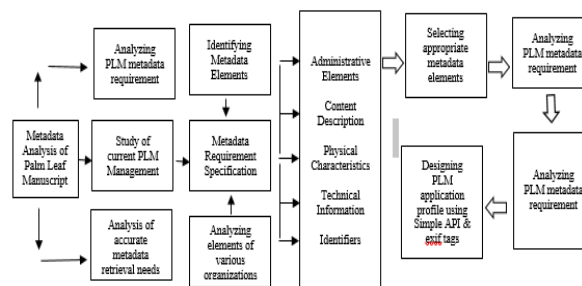 Analyzing
PLM metadata
requirement
Identifying
Metadata
Elements
Selecting
appropriate
metadata
elements
Analyzing
PLM metadata
requirement
Metadata
Analysis of
Palm Leaf
Manuscript
Study of
current PLM
Management
Metadata
Requirement
Specification
Administrative
Elements
Content
Description
Physical
Characteristics
Technical
Information
Identifiers
Designing
PLM
application
profile using
Simple API &
exif tags
Analyzing
PLM metadata
requirement
Analysis of
accurate
metadata
retrieval needs
Analyzing
elements of
various
organizations